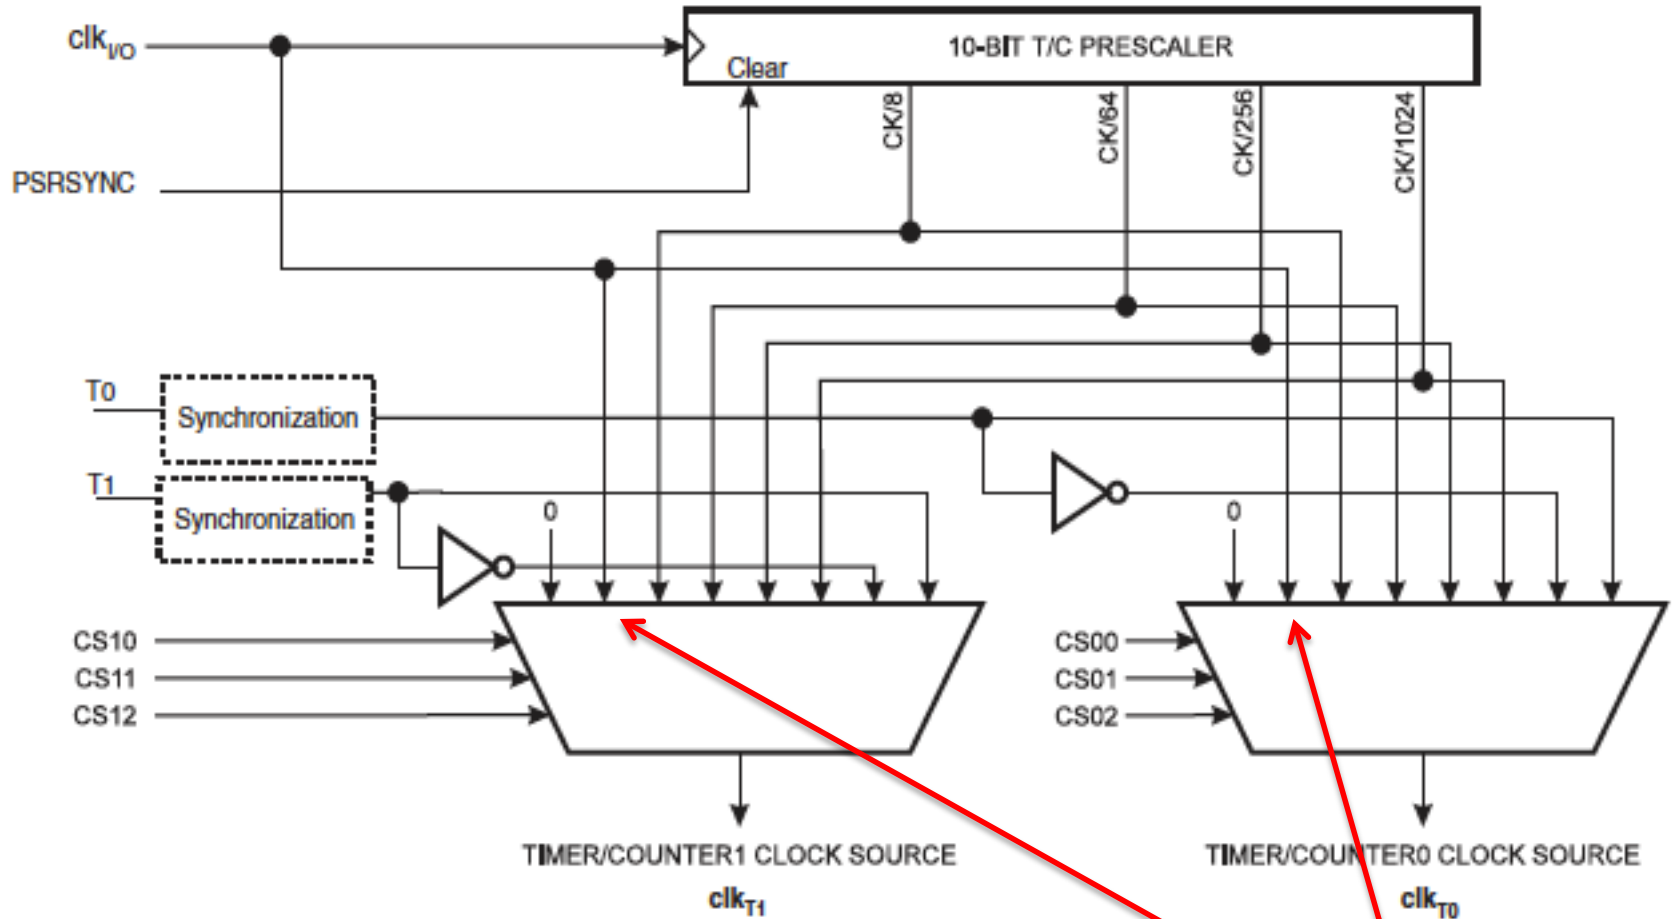 clkI/O
10-BIT T/C PRESCALER
Clear
CK/8
CK/64
CK/256
CK/1024
PSRSYNC
T0
Synchronization
T1
Synchronization
0
0
CS10
CS11
CS12
CS00
CS01
CS02
TIMER/COUNTER1 CLOCK SOURCE
clkT1
TIMER/COUNTER0 CLOCK SOURCE
clkT0